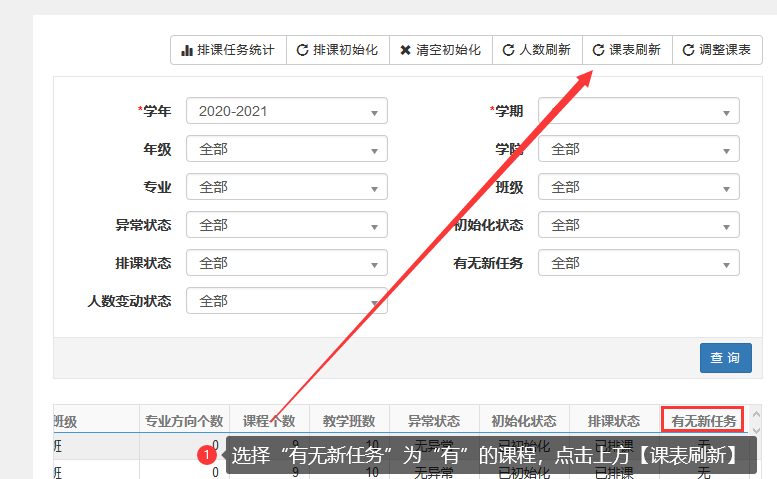 排课任务统计 排课初始化 清空初始化 人数刷新 课表刷新 调整课表
*学年 2020-2021 *学期
年级 全部 学院 全部
专业 全部 班级 全部
异常状态 全部 初始化状态 全部
排课状态 全部 有无新任务 全部
人数变动状态 全部
查询
班级 专业方向个数 课程个数 教学班数 异常状态 初始化状态 排课状态 有无新任务
班 0 9 10 无异常 已初始化 已排课 无
1 选择“有无新任务”为“有”的课程，点击上方【课表刷新】
班 0 9 10 无异常 已初始化 已排课 无